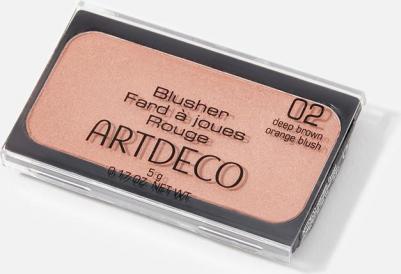 Blusher
Fard à joues
Rouge
ARTDECO
5 g
0.17 OZ. NET WT.
02
deep brown
orange blush